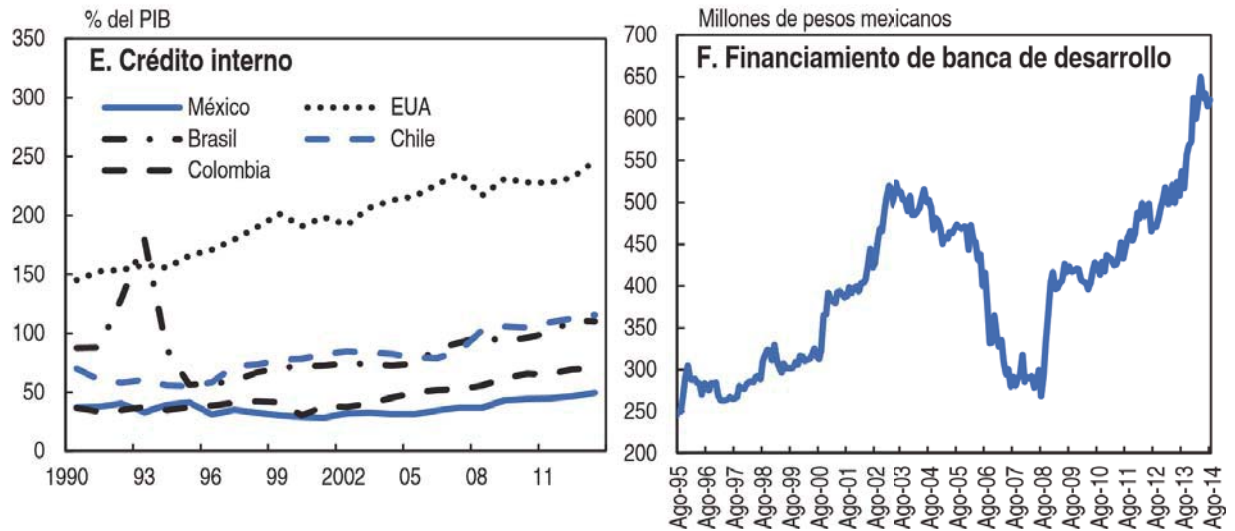 % del PIB
350
E. Crédito interno
300
México
EUA
Brasil
Chile
250
Colombia
200
150
100
50
0
1990 93 96 99 2002 05 08 11
Millones de pesos mexicanos
700
F. Financiamiento de banca de desarrollo
650
600
550
500
450
400
350
300
250
200
Ago-95
Ago-96
Ago-97
Ago-98
Ago-99
Ago-00
Ago-01
Ago-02
Ago-03
Ago-04
Ago-05
Ago-06
Ago-07
Ago-08
Ago-09
Ago-10
Ago-11
Ago-12
Ago-13
Ago-14